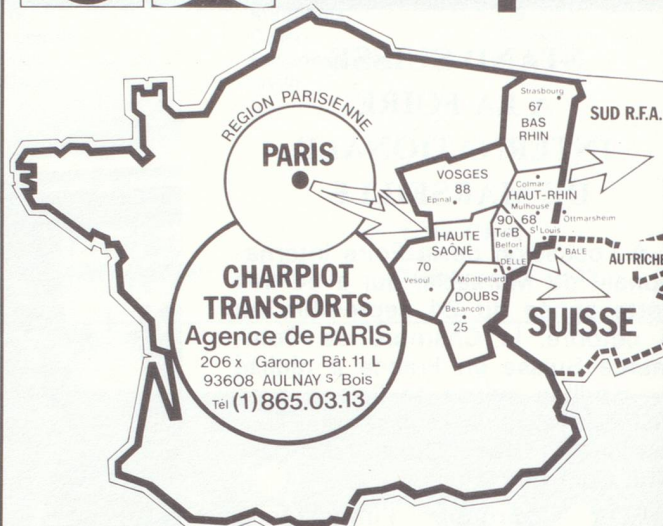 REGION PARISIENNE
PARIS
CHARPIOT
TRANSPORTS
Agence de PARIS
206 x Garonor Bât.11 L
93608 AULNAY S Bois
Tél (1) 865.03.13
Strasbourg
67
BAS
RHIN
SUD R.F.A.
VOSGES
88
Epinal
Colmar
HAUT-RHIN
Mulhouse
68
Ottmarsheim
St Louis
90
T de B
Belfort
DELLE
BALE
AUTRICHE
HAUTE
SAÔNE
70
Vesoul
Montbeliard
DOUBS
Besançon
25
SUISSE